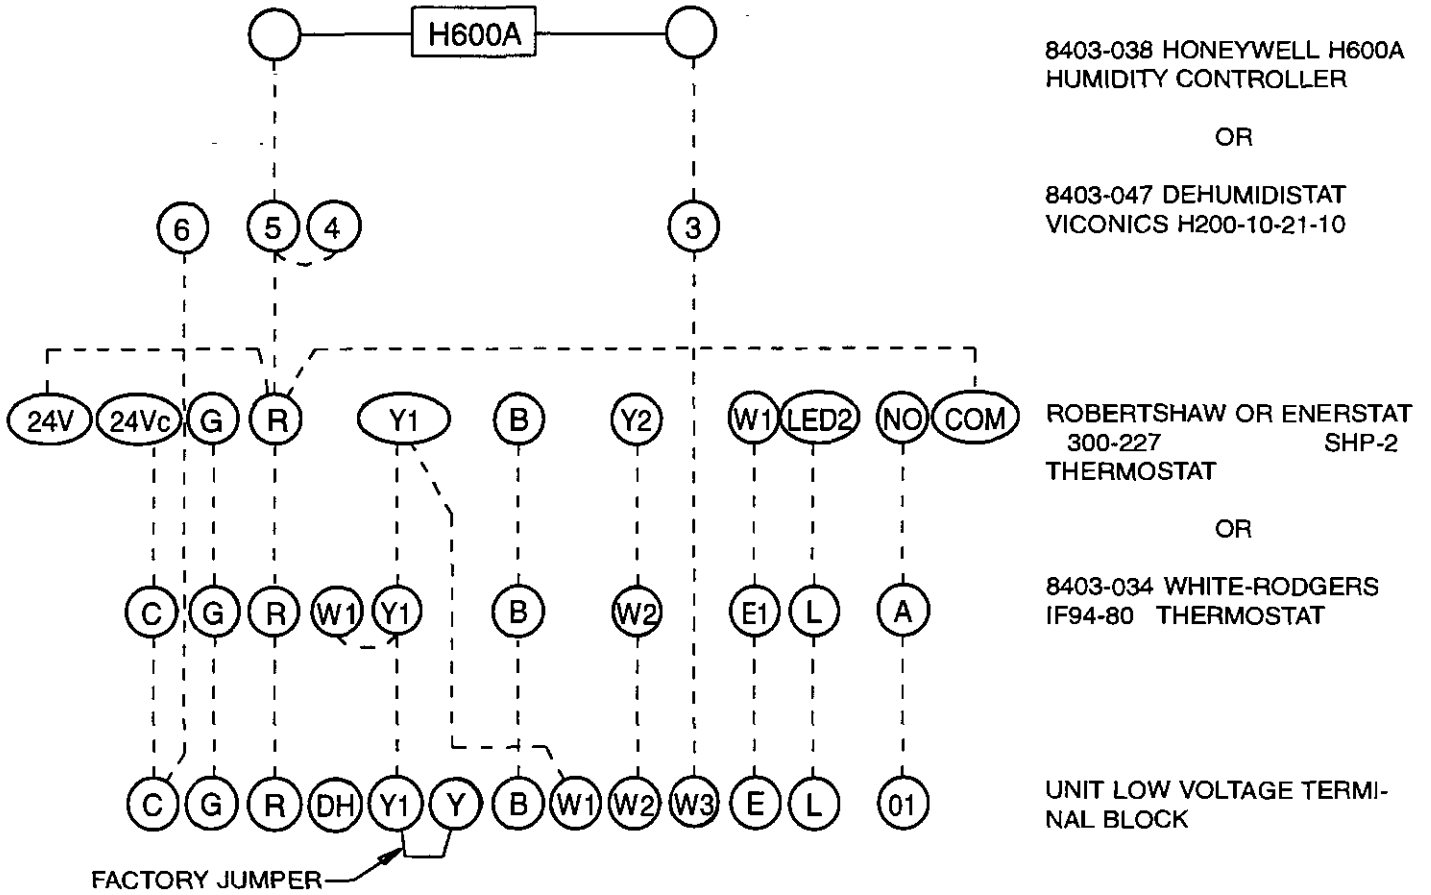 H600A
8403-038 HONEYWELL H600A
HUMIDITY CONTROLLER
OR
8403-047 DEHUMIDISTAT
VICONICS H200-10-21-10
6 5 4 3
24V 24Vc G R Y1 B Y2 W1 LED2 NO COM
ROBERTSHAW OR ENERSTAT
300-227 SHP-2
THERMOSTAT
OR
8403-034 WHITE-RODGERS
IF94-80 THERMOSTAT
C G R W1 Y1 B W2 E1 L A
C G R DH Y1 Y B W1 W2 W3 E L 01
UNIT LOW VOLTAGE TERMI-
NAL BLOCK
FACTORY JUMPER